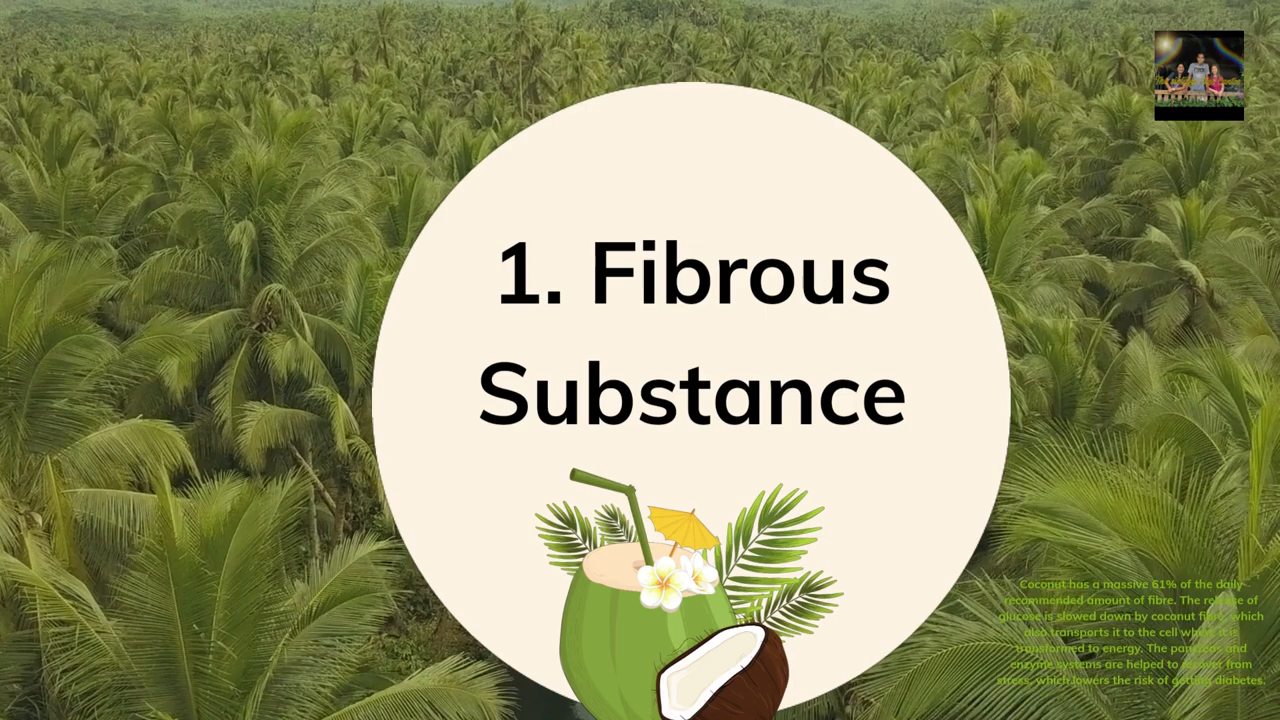 1. Fibrous
Substance
Coconut has a massive 61% of the daily
recommended amount of fibre. The release of
glucose is slowed down by coconut fibre, which
also transports it to the cell where it is
transformed to energy. The pancreas and
enzyme systems are helped to recover from
stress, which lowers the risk of getting diabetes.